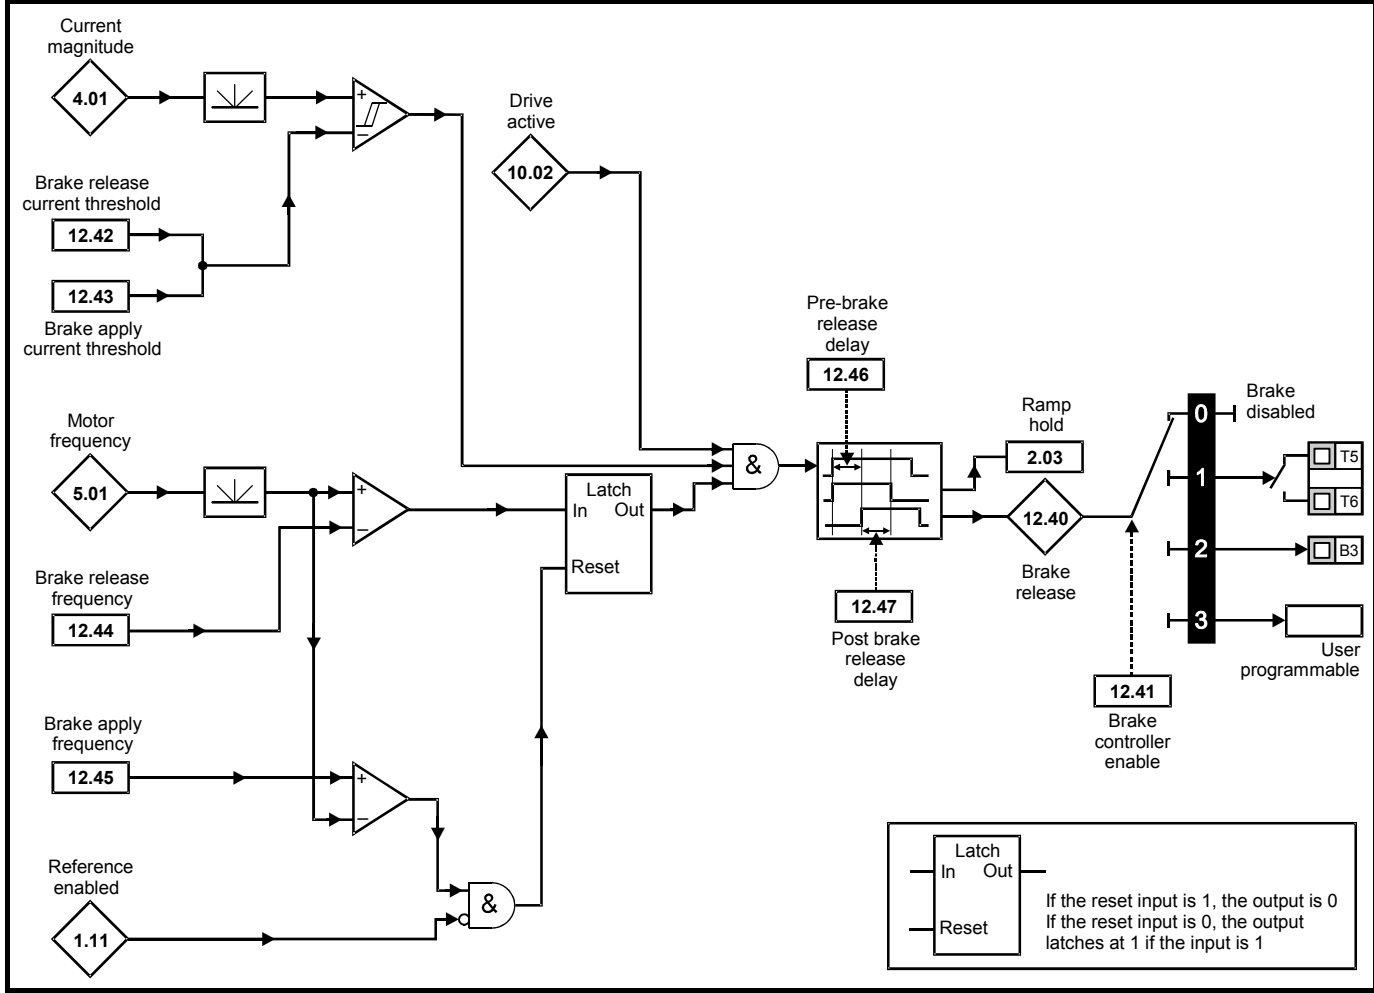 Current
magnitude
4.01
+
−
Brake release
current threshold
12.42
12.43
Brake apply
current threshold
Drive
active
10.02
Motor
frequency
5.01
+
−
Brake release
frequency
12.44
Latch
In Out
Reset
&
Brake apply
frequency
12.45
+
−
Reference
enabled
1.11
&
Pre-brake
release
delay
12.46
12.47
Post brake
release
delay
Ramp
hold
2.03
12.40
Brake
release
12.41
Brake
controller
enable
0
Brake
disabled
1
T5
T6
2
B3
3
User
programmable
Latch
In Out
Reset
If the reset input is 1, the output is 0
If the reset input is 0, the output
latches at 1 if the input is 1